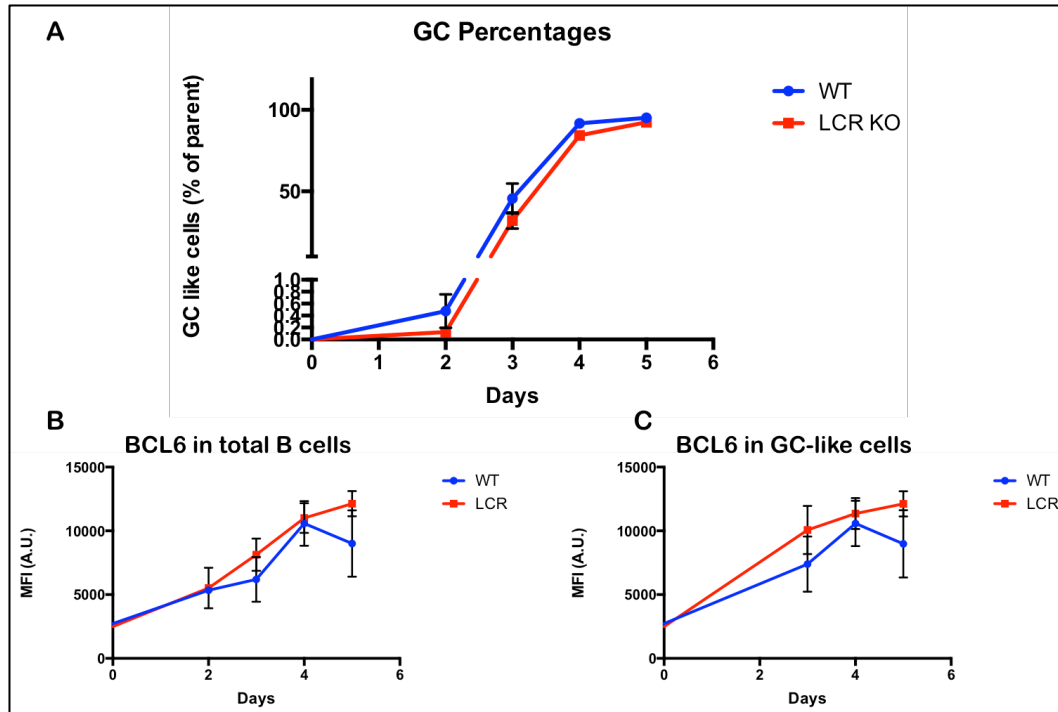 A
GC Percentages
GC like cells (% of parent)
100
50
1.0
0.8
0.6
0.4
0.2
0.0
0 1 2 3 4 5 6
Days
WT
LCR KO
B
BCL6 in total B cells
MFI (A.U.)
15000
10000
5000
0
0 2 4 6
Days
WT
LCR
C
BCL6 in GC-like cells
MFI (A.U.)
15000
10000
5000
0
0 2 4 6
Days
WT
LCR